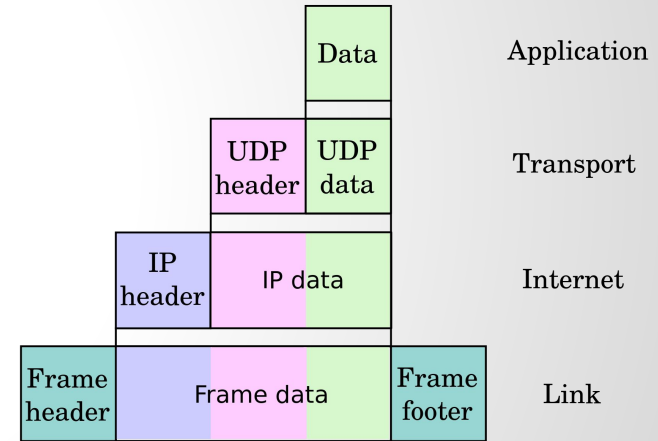 Data
Application
UDP
header
UDP
data
Transport
IP
header
IP data
Internet
Frame
header
Frame data
Frame
footer
Link